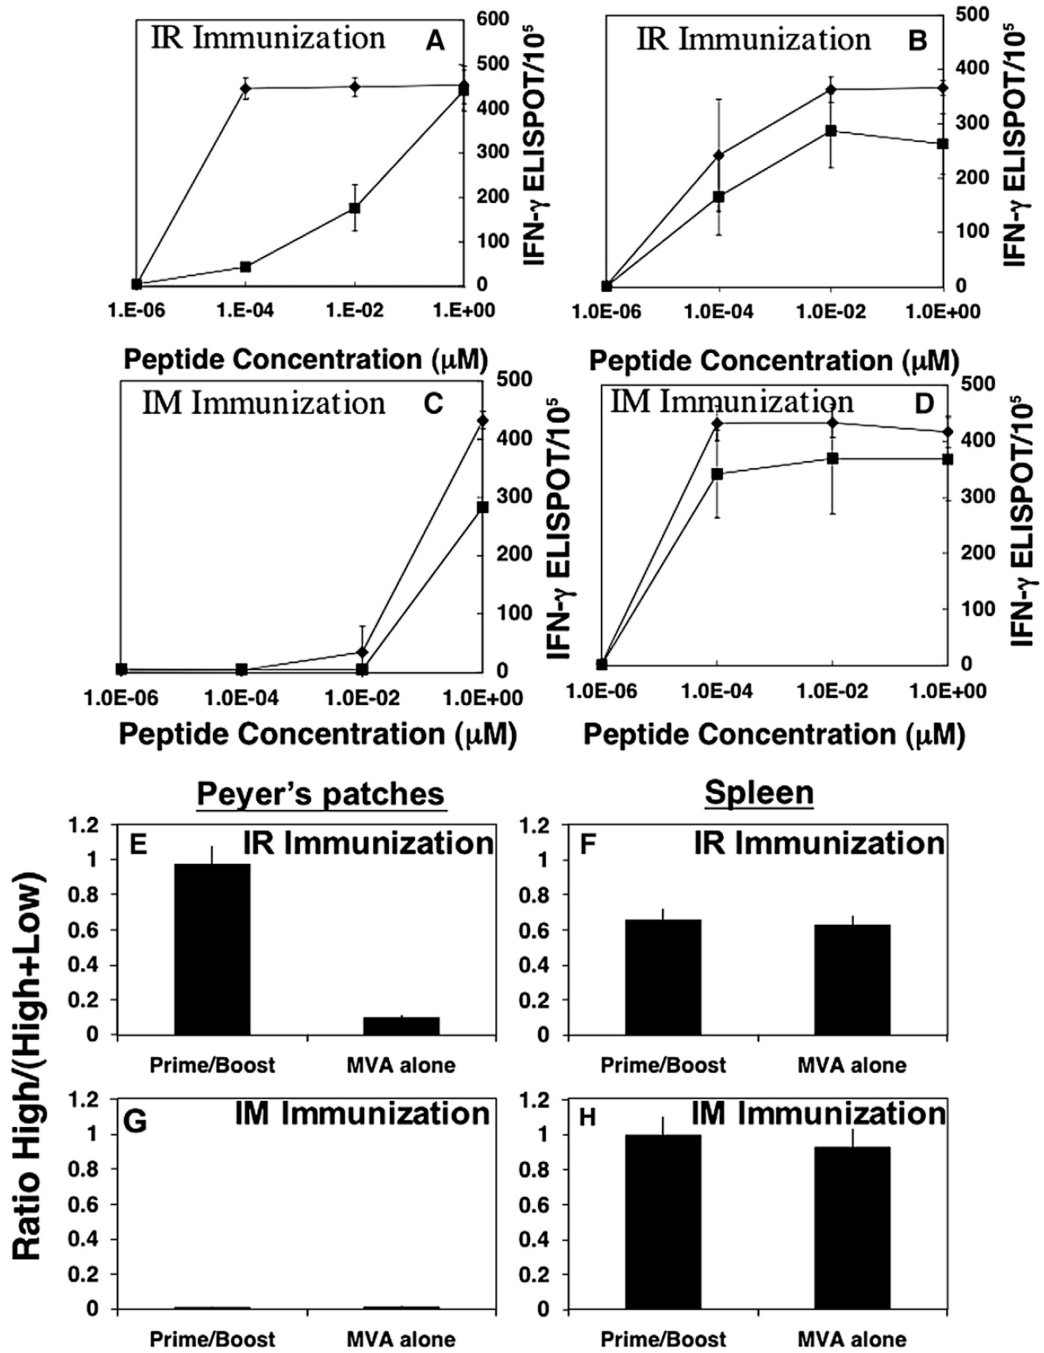 IR Immunization A
600
500
400
300
200
100
0
IFN-γ ELISPOT/10⁵
1.E-06 1.E-04 1.E-02 1.E+00
Peptide Concentration (μM)
IR Immunization B
500
400
300
200
100
0
IFN-γ ELISPOT/10⁵
1.0E-06 1.0E-04 1.0E-02 1.0E+00
Peptide Concentration (μM)
IM Immunization C
500
400
300
200
100
0
IFN-γ ELISPOT/10⁵
1.0E-06 1.0E-04 1.0E-02 1.0E+00
Peptide Concentration (μM)
IM Immunization D
500
400
300
200
100
0
IFN-γ ELISPOT/10⁵
1.0E-06 1.0E-04 1.0E-02 1.0E+00
Peptide Concentration (μM)
Peyer's patches
Spleen
Ratio High/(High+Low)
E IR Immunization
1.2
1
0.8
0.6
0.4
0.2
0
Prime/Boost MVA alone
F IR Immunization
1.2
1
0.8
0.6
0.4
0.2
0
Prime/Boost MVA alone
G IM Immunization
1.2
1
0.8
0.6
0.4
0.2
0
Prime/Boost MVA alone
H IM Immunization
1.2
1
0.8
0.6
0.4
0.2
0
Prime/Boost MVA alone